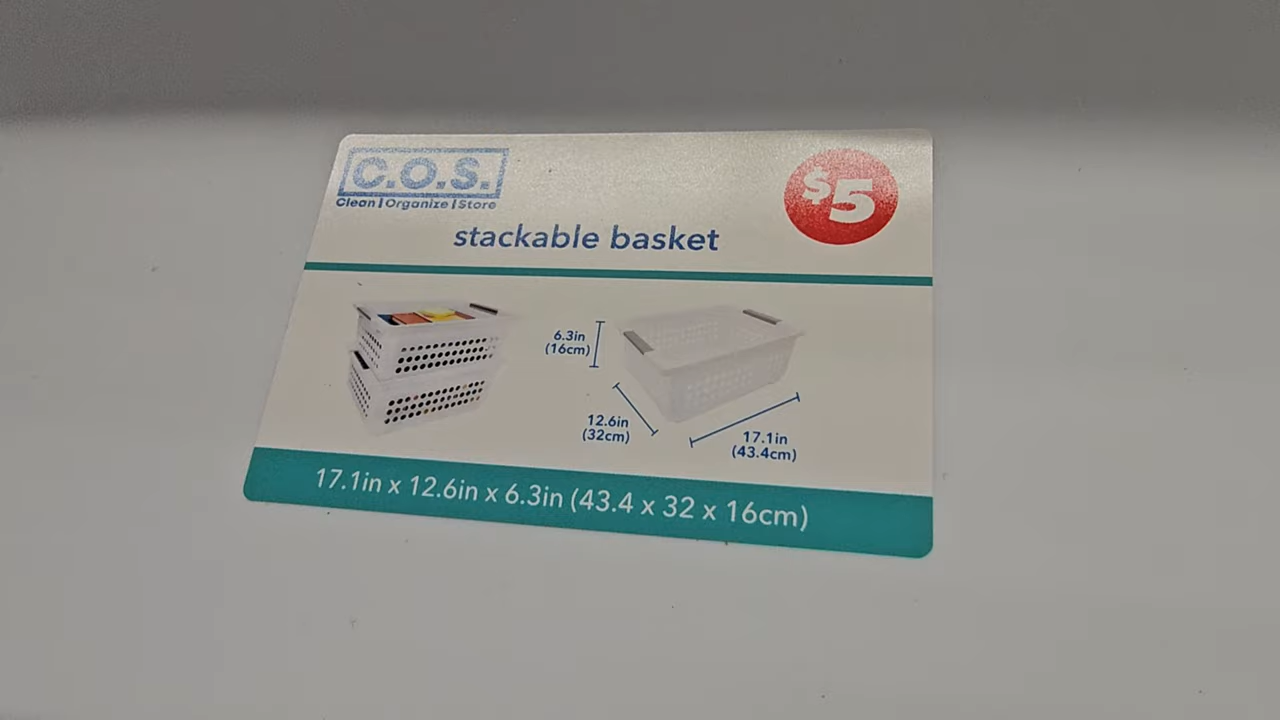 C.O.S.
Clean | Organize | Store
$5
stackable basket
6.3in
(16cm)
12.6in
(32cm)
17.1in
(43.4cm)
17.1in x 12.6in x 6.3in (43.4 x 32 x 16cm)